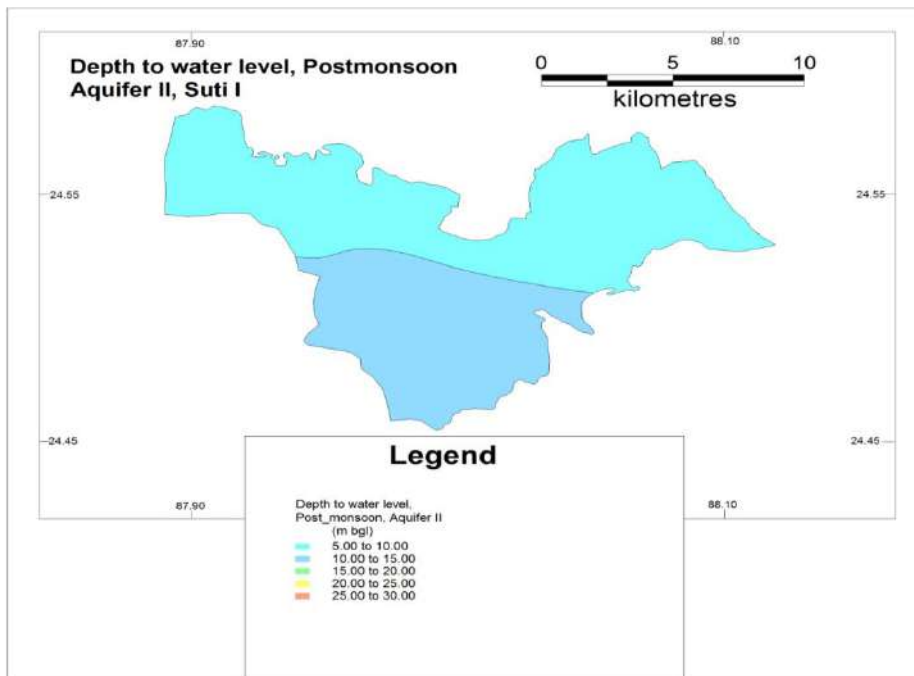 87.90
88.10
Depth to water level, Postmonsoon
Aquifer II, Suti I
0 5 10
kilometres
24.55
24.55
24.45
24.45
87.90
88.10
Legend
Depth to water level,
Post_monsoon, Aquifer II
(m bgl)
5.00 to 10.00
10.00 to 15.00
15.00 to 20.00
20.00 to 25.00
25.00 to 30.00